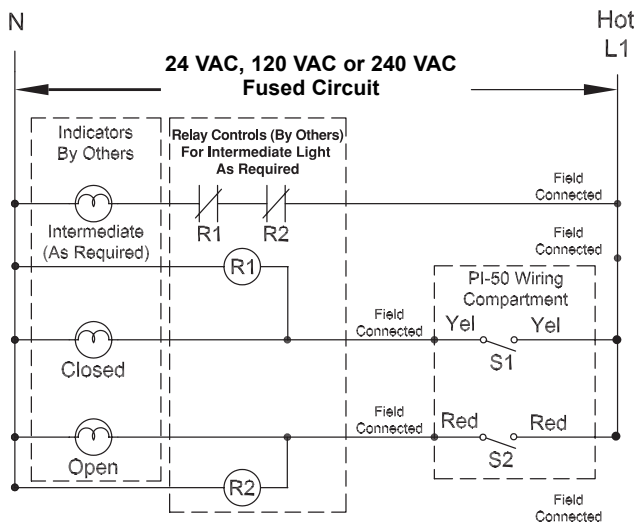 N
Hot
L1
24 VAC, 120 VAC or 240 VAC
Fused Circuit
Indicators
By Others
Relay Controls (By Others)
For Intermediate Light
As Required
Field
Connected
R1
R2
Intermediate
(As Required)
Field
Connected
R1
PI-50 Wiring
Compartment
Field
Connected
Yel
Yel
S1
Closed
Field
Connected
Red
Red
S2
Open
R2
Field
Connected